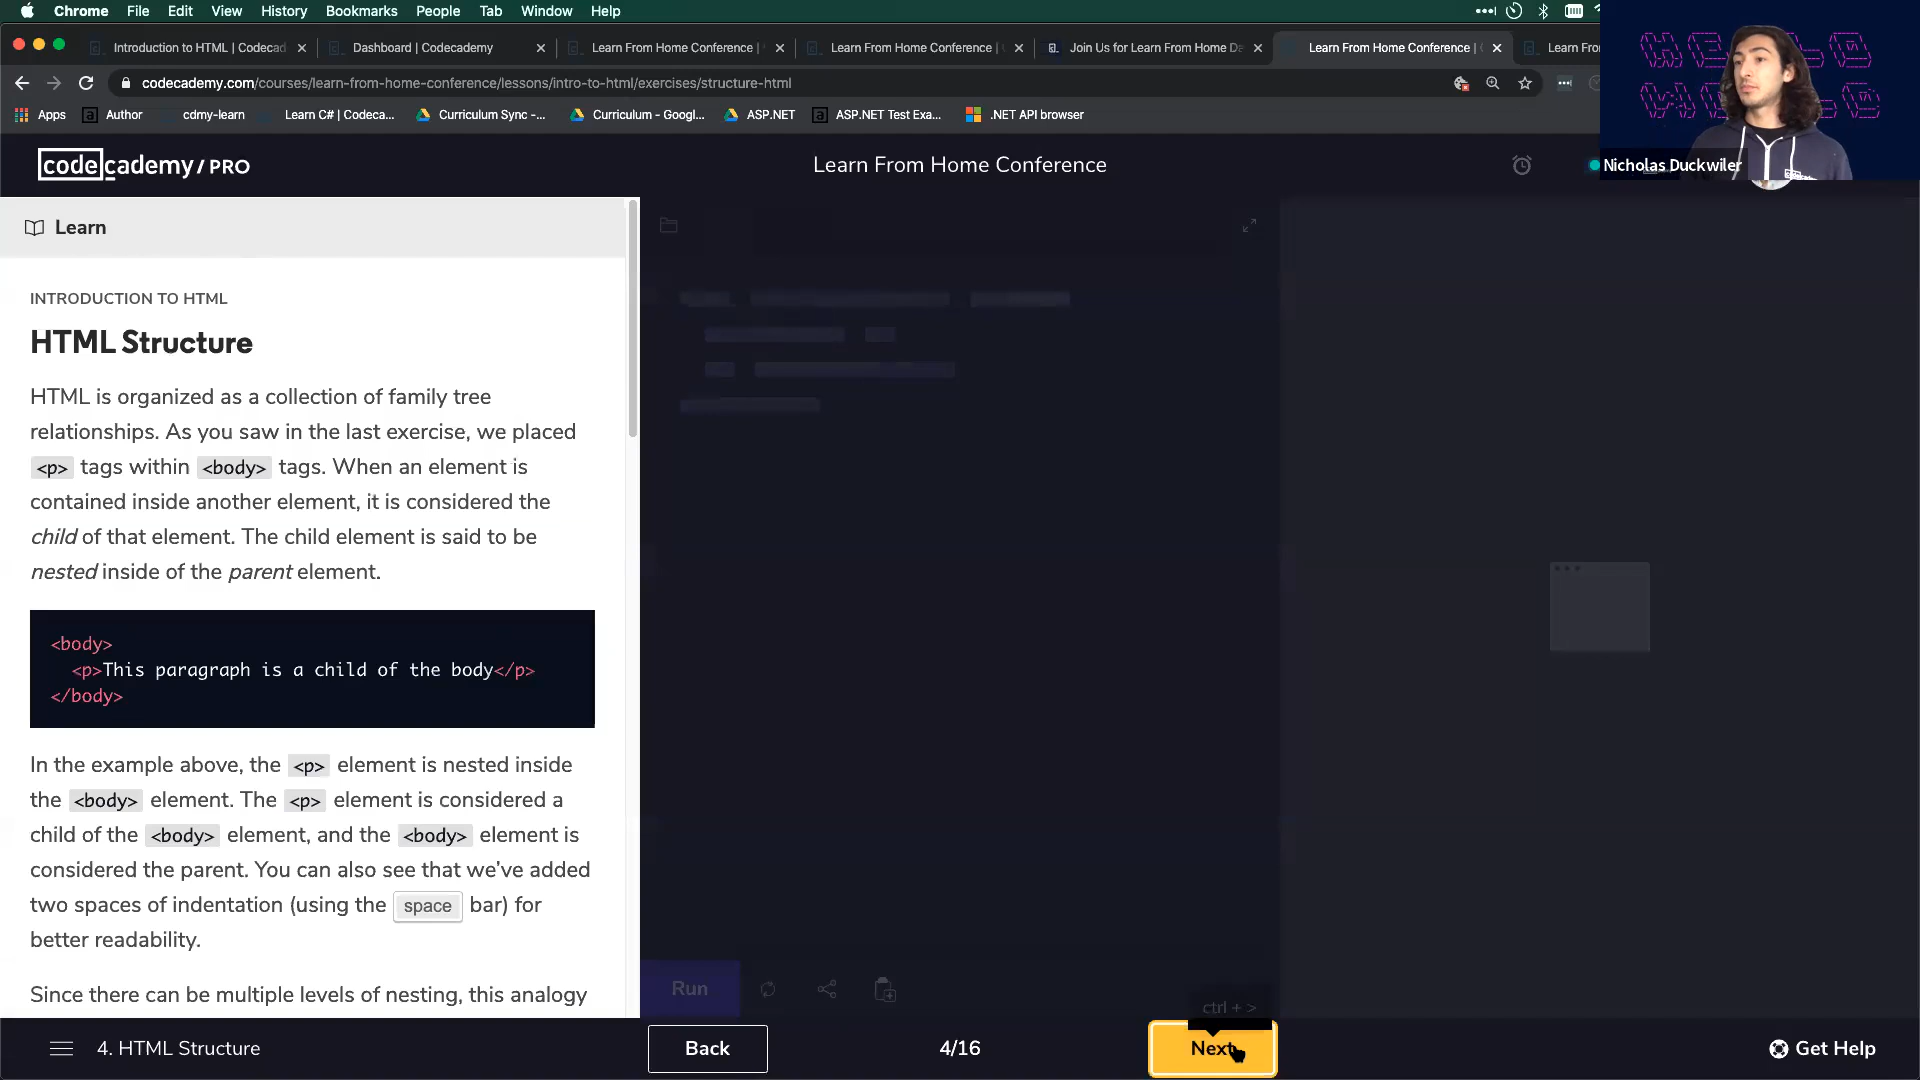 Chrome File Edit View History Bookmarks People Tab Window Help
Introduction to HTML | Codecad
Dashboard | Codecademy
Learn From Home Conference |
Learn From Home Conference |
Join Us for Learn From Home Da
Learn From Home Conference |
Learn Fro
codecademy.com/courses/learn-from-home-conference/lessons/intro-to-html/exercises/structure-html
Apps Author cdmy-learn Learn C# | Codeca... Curriculum Sync -... Curriculum - Googl... ASP.NET ASP.NET Test Exa... .NET API browser
Nicholas Duckwiler
codecademy / PRO
Learn From Home Conference
Learn
INTRODUCTION TO HTML
HTML Structure
HTML is organized as a collection of family tree
relationships. As you saw in the last exercise, we placed
<p> tags within <body> tags. When an element is
contained inside another element, it is considered the
child of that element. The child element is said to be
nested inside of the parent element.
<body>
<p>This paragraph is a child of the body</p>
</body>
In the example above, the <p> element is nested inside
the <body> element. The <p> element is considered a
child of the <body> element, and the <body> element is
considered the parent. You can also see that we've added
two spaces of indentation (using the space bar) for
better readability.
Since there can be multiple levels of nesting, this analogy
Run
ctrl + >
4. HTML Structure
Back
4/16
Next
Get Help